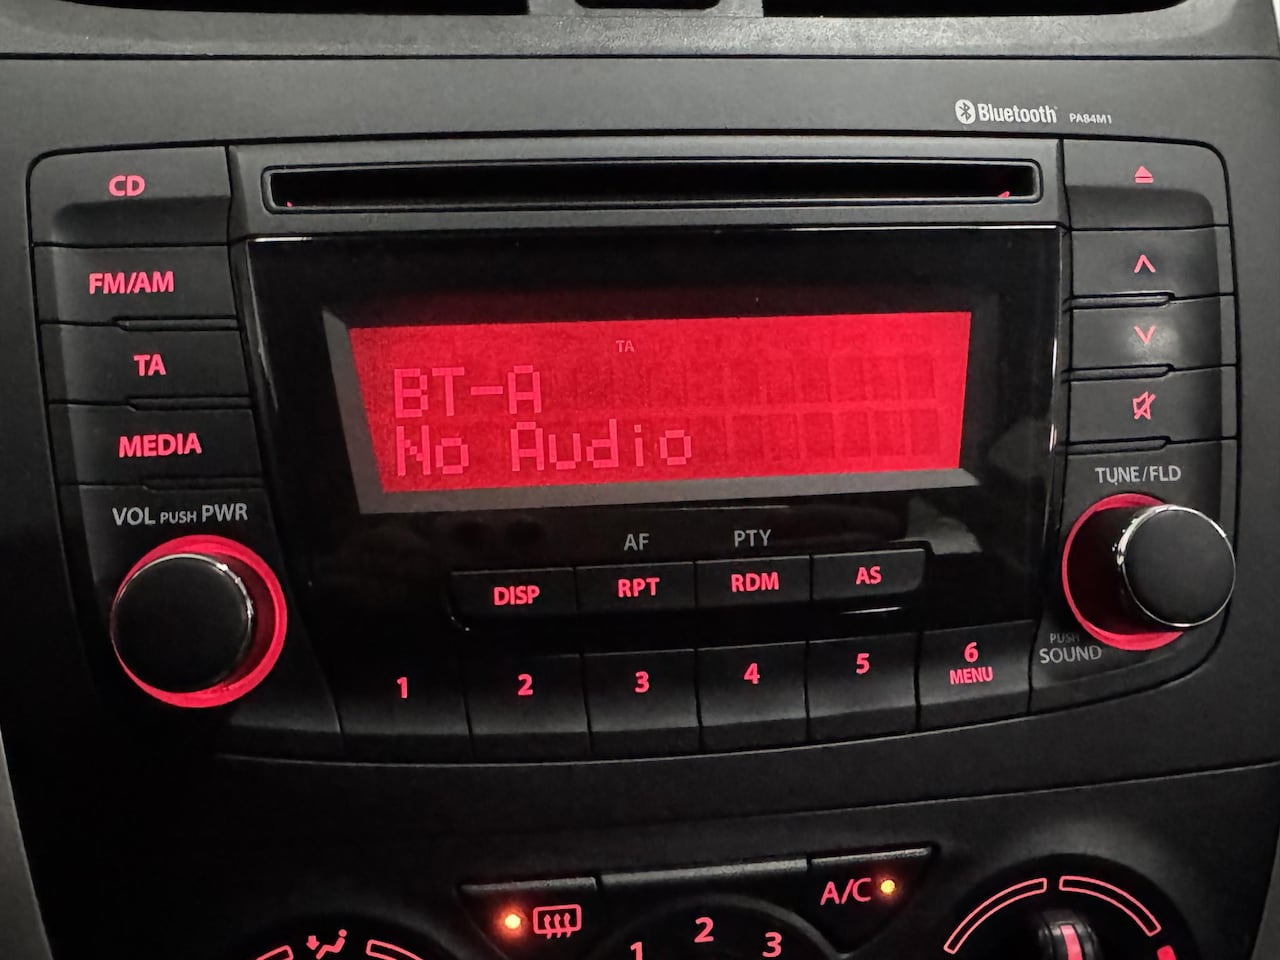 Bluetooth PA84M1
CD
FM/AM
TA
MEDIA
VOL PUSH PWR
TA
BT-A
No Audio
TUNE/FLD
AF PTY
DISP RPT RDM AS
PUSH
SOUND
1 2 3 4 5 6
MENU
A/C
1 2 3